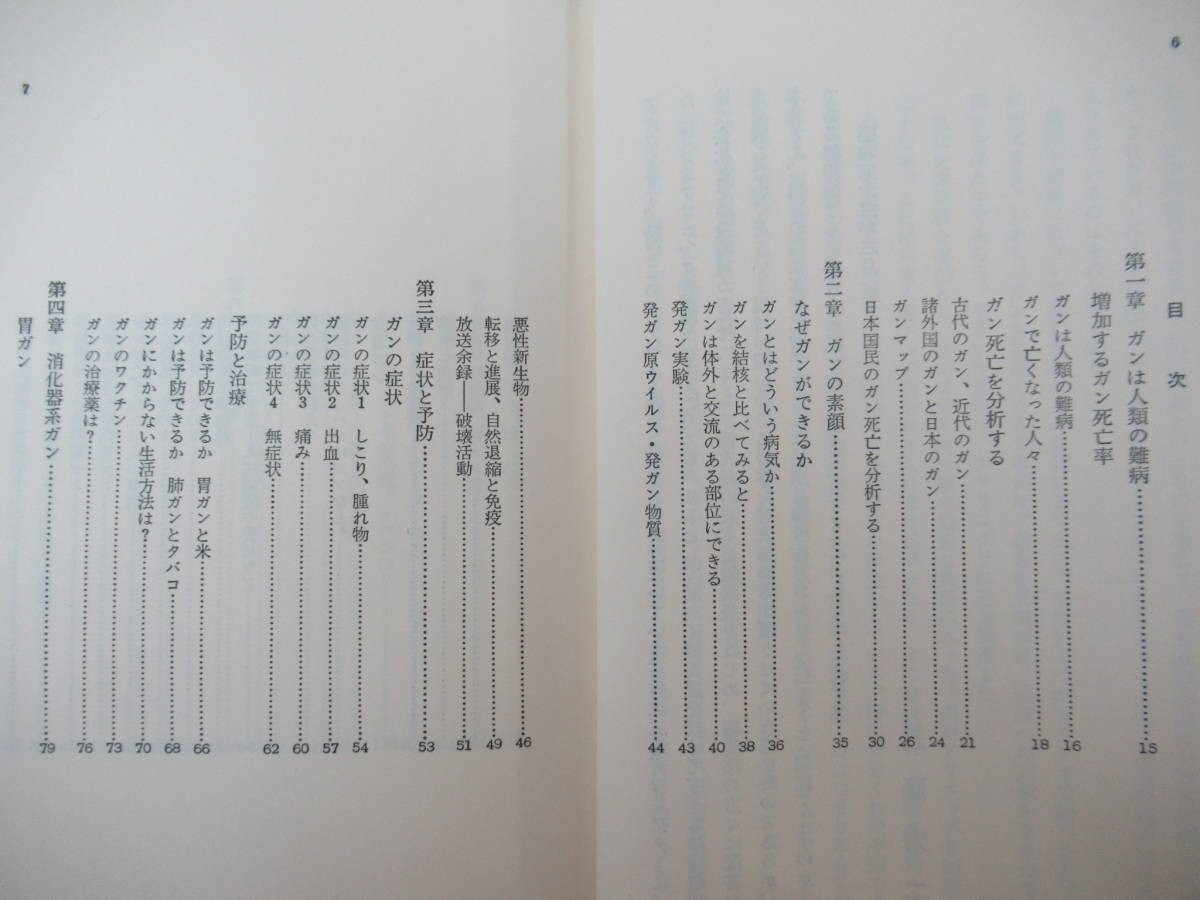 6
目次
第一章 ガンは人類の難病……15
増加するガン死亡率
ガンは人類の難病……16
ガンで亡くなった人々……18
ガン死亡を分析する
古代のガン、近代のガン……21
諸外国のガンと日本のガン……24
ガンマップ……26
日本国民のガン死亡を分析する……30
第二章 ガンの素顔……35
なぜガンができるか
ガンとはどういう病気か……36
ガンを結核と比べてみると……38
ガンは体外と交流のある部位にできる……40
発ガン実験……43
発ガン原ウイルス・発ガン物質……44
7
悪性新生物……46
転移と進展、自然退縮と免疫……49
放送余録――破壊活動……51
第三章 症状と予防……53
ガンの症状
ガンの症状1 しこり、腫れ物……54
ガンの症状2 出血……57
ガンの症状3 痛み……60
ガンの症状4 無症状……62
予防と治療
ガンは予防できるか 胃ガンと米……66
ガンは予防できるか 肺ガンとタバコ……68
ガンにかからない生活方法は?……70
ガンのワクチン……73
ガンの治療薬は?……76
第四章 消化器系ガン……79
胃ガン